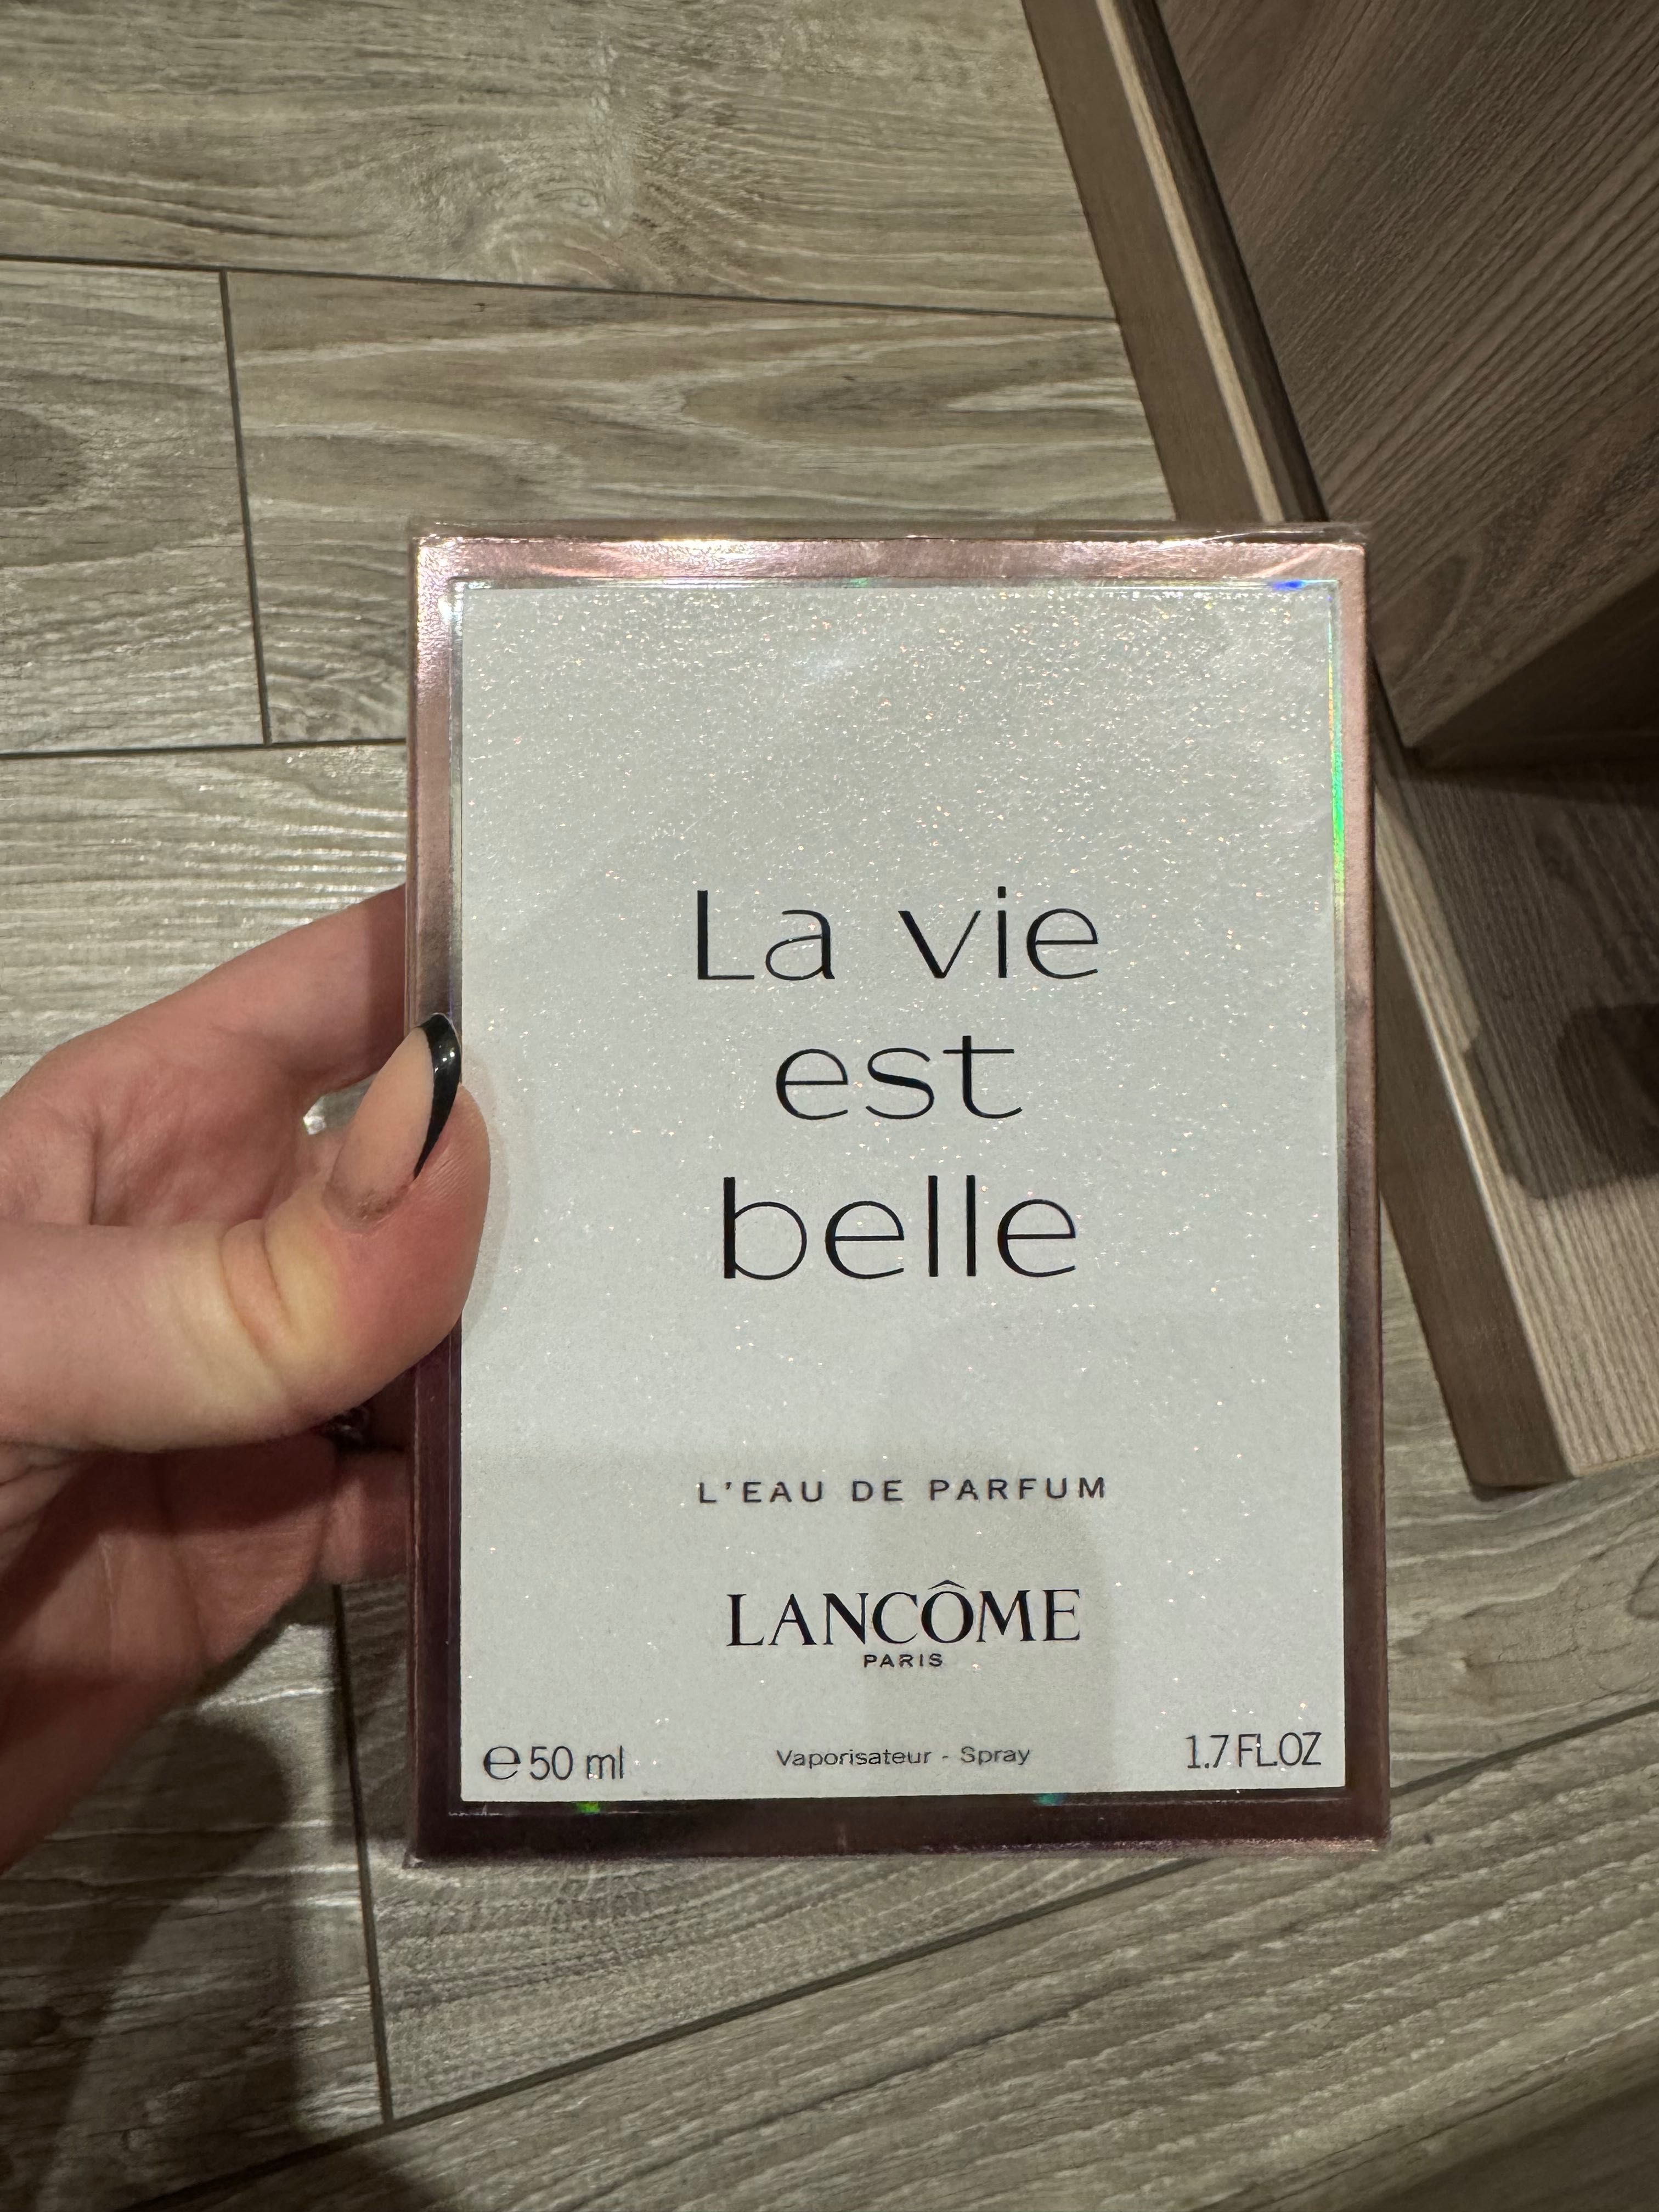 La vie
est
belle
L'EAU DE PARFUM
LANCÔME
PARIS
℮50 ml Vaporisateur - Spray 1.7 FL.OZ